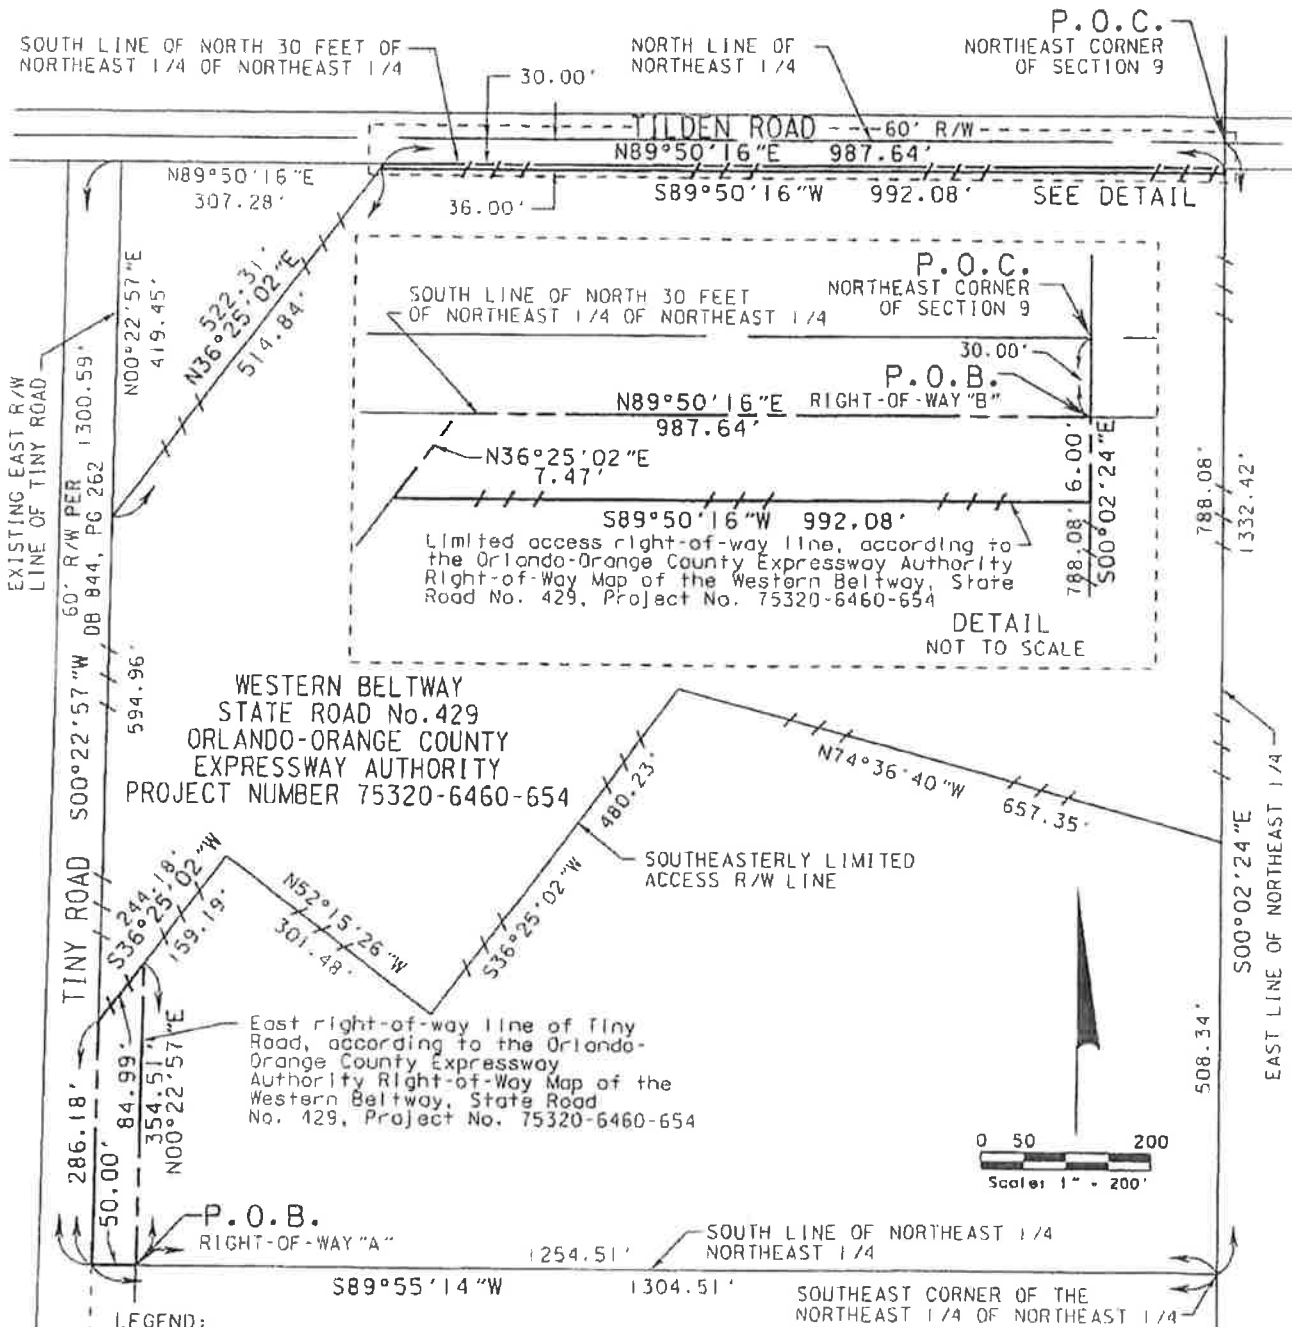 P.O.C.
NORTHEAST CORNER
OF SECTION 9
SOUTH LINE OF NORTH 30 FEET OF
NORTHEAST 1/4 OF NORTHEAST 1/4
30.00'
NORTH LINE OF
NORTHEAST 1/4
TILDEN ROAD
60' R/W
N89°50'16"E 987.64'
N89°50'16"E
307.28'
36.00'
S89°50'16"W 992.08'
SEE DETAIL
N00°22'57"E
419.45'
522.31'
N36°25'02"E
514.84'
EXISTING EAST R/W
LINE OF TINY ROAD
60' R/W PER
DB 844, PG 262
1300.59'
P.O.C.
NORTHEAST CORNER
OF SECTION 9
SOUTH LINE OF NORTH 30 FEET
OF NORTHEAST 1/4 OF NORTHEAST 1/4
30.00'
P.O.B.
RIGHT-OF-WAY "B"
N89°50'16"E
987.64'
N36°25'02"E
7.47'
6.00'
S00°02'24"E
788.08'
S89°50'16"W 992.08'
Limited access right-of-way line, according to
the Orlando-Orange County Expressway Authority
Right-of-Way Map of the Western Beltway, State
Road No. 429, Project No. 75320-6460-654
DETAIL
NOT TO SCALE
788.08'
1332.42'
S00°22'57"W
594.96'
WESTERN BELTWAY
STATE ROAD No.429
ORLANDO-ORANGE COUNTY
EXPRESSWAY AUTHORITY
PROJECT NUMBER 75320-6460-654
N74°36'40"W
657.35'
480.23'
S36°25'02"W
SOUTHEASTERLY LIMITED
ACCESS R/W LINE
S00°02'24"E
EAST LINE OF NORTHEAST 1/4
TINY ROAD
244.18'
S36°25'02"W
159.19'
N52°15'26"W
301.48'
East right-of-way line of Tiny
Road, according to the Orlando-
Orange County Expressway
Authority Right-of-Way Map of the
Western Beltway, State Road
No. 429, Project No. 75320-6460-654
286.18'
84.99'
354.51'
N00°22'57"E
50.00'
508.34'
0 50 200
Scale: 1" = 200'
P.O.B.
RIGHT-OF-WAY "A"
1254.51'
SOUTH LINE OF NORTHEAST 1/4
NORTHEAST 1/4
S89°55'14"W
1304.51'
SOUTHEAST CORNER OF THE
NORTHEAST 1/4 OF NORTHEAST 1/4
LEGEND: